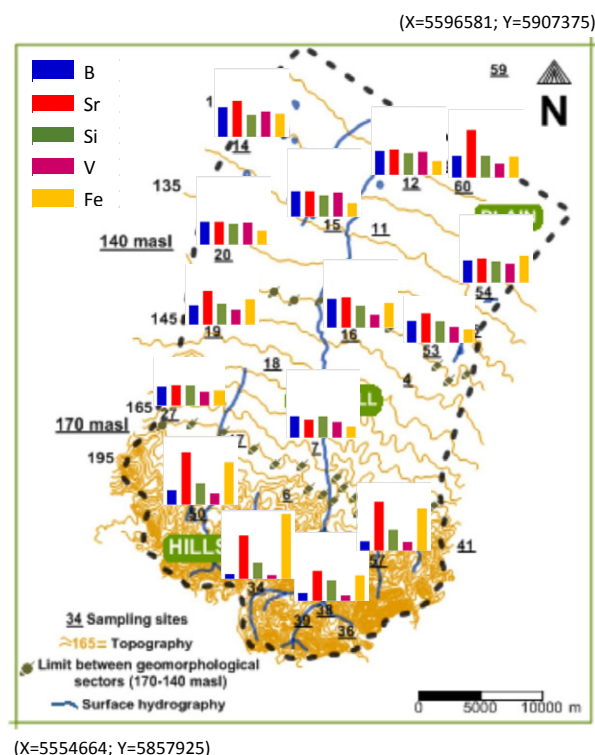 (X=5596581; Y=5907375)
B
Sr
Si
V
Fe
59
N
14
12
60
135
15
11
PLAIN
140 masl
20
54
145
19
16
53
18
4
165
27
170 masl
7
195
6
50
HILLS
57
41
34
38
39
36
34 Sampling sites
165 Topography
Limit between geomorphological
sectors (170-140 masl)
Surface hydrography
0 5000 10000 m
(X=5554664; Y=5857925)